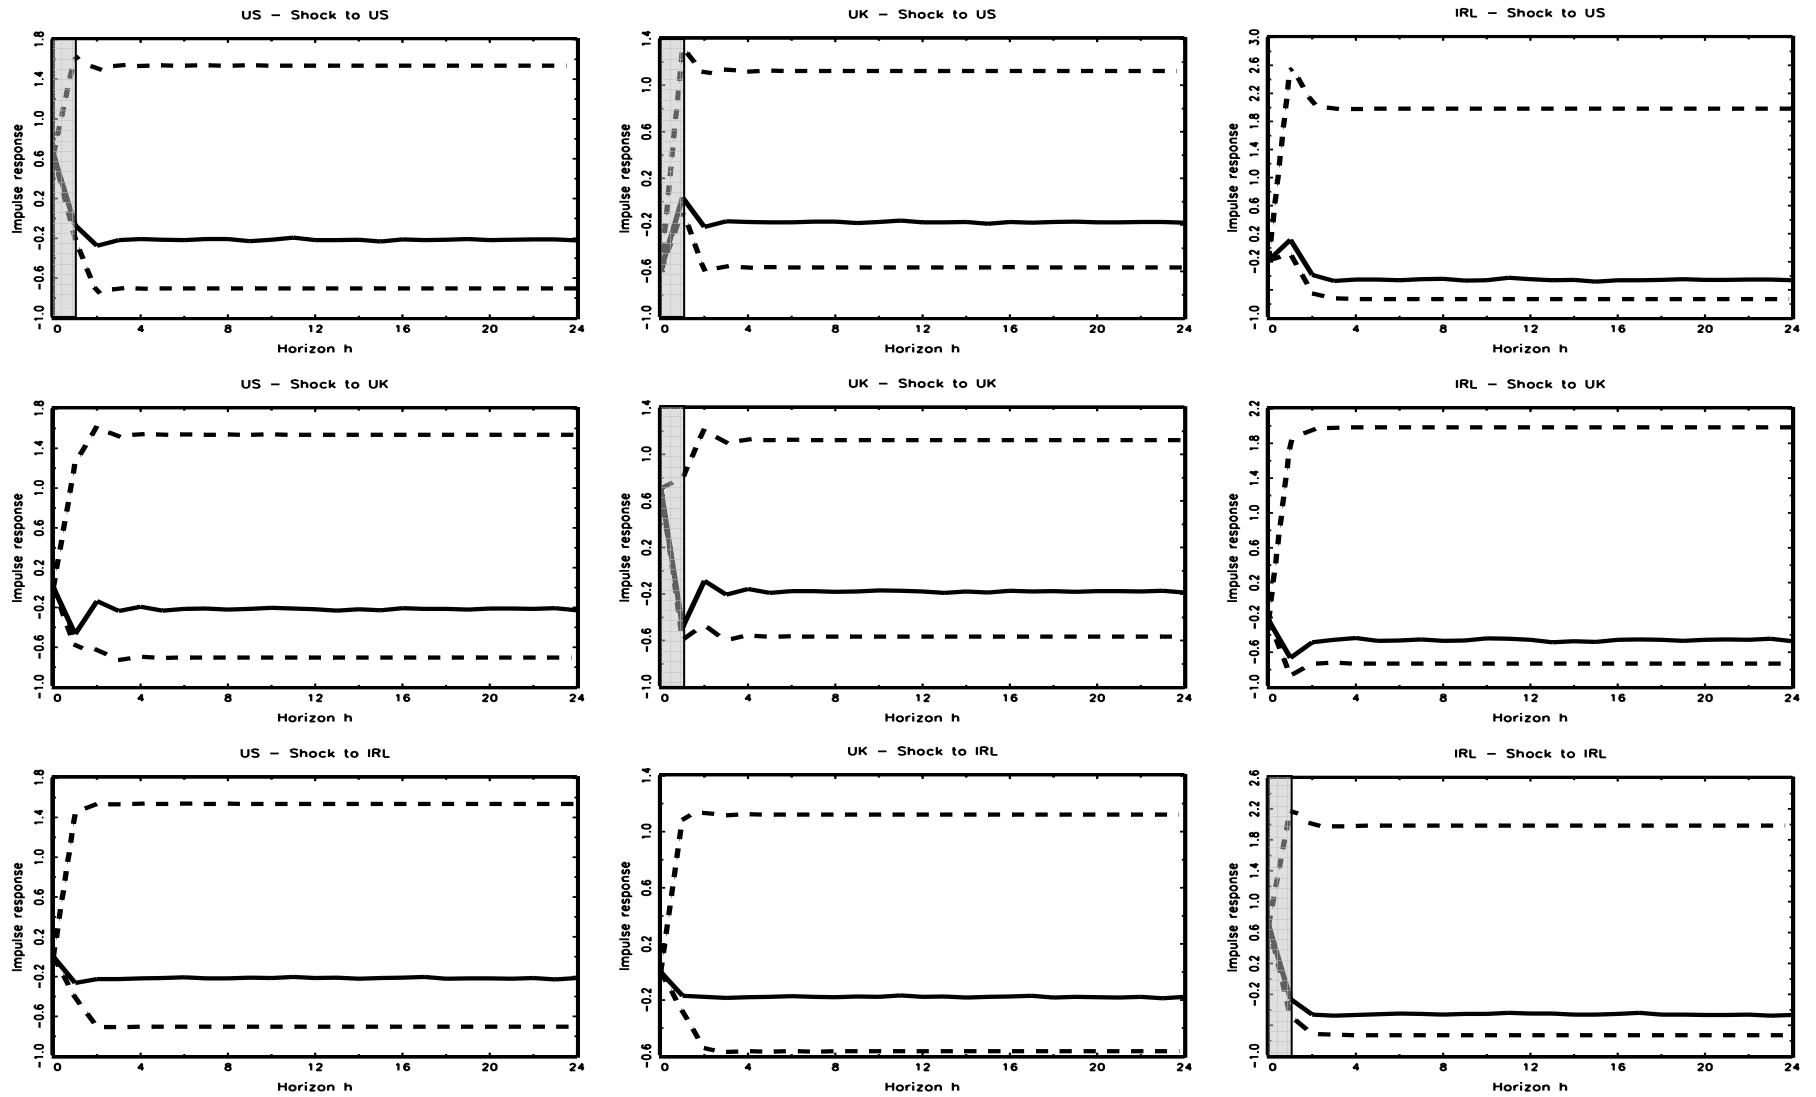 US – Shock to US
UK – Shock to US
IRL – Shock to US
Impulse response
1.8
1.4
1.0
0.6
0.2
-0.2
-0.6
-1.0
0 4 8 12 16 20 24
Horizon h
Impulse response
1.4
1.0
0.6
0.2
-0.2
-0.6
-1.0
0 4 8 12 16 20 24
Horizon h
Impulse response
3.0
2.6
2.2
1.8
1.4
1.0
0.6
0.2
-0.2
-1.0
0 4 8 12 16 20 24
Horizon h
US – Shock to UK
UK – Shock to UK
IRL – Shock to UK
Impulse response
1.8
1.4
1.0
0.6
0.2
-0.2
-0.6
-1.0
0 4 8 12 16 20 24
Horizon h
Impulse response
1.4
1.0
0.6
0.2
-0.2
-0.6
-1.0
0 4 8 12 16 20 24
Horizon h
Impulse response
2.2
1.8
1.4
1.0
0.6
0.2
-0.2
-0.6
-1.0
0 4 8 12 16 20 24
Horizon h
US – Shock to IRL
UK – Shock to IRL
IRL – Shock to IRL
Impulse response
1.8
1.4
1.0
0.6
0.2
-0.2
-0.6
-1.0
0 4 8 12 16 20 24
Horizon h
Impulse response
1.4
1.0
0.6
0.2
-0.2
-0.6
0 4 8 12 16 20 24
Horizon h
Impulse response
2.6
2.2
1.8
1.4
1.0
0.6
0.2
-0.2
-1.0
0 4 8 12 16 20 24
Horizon h